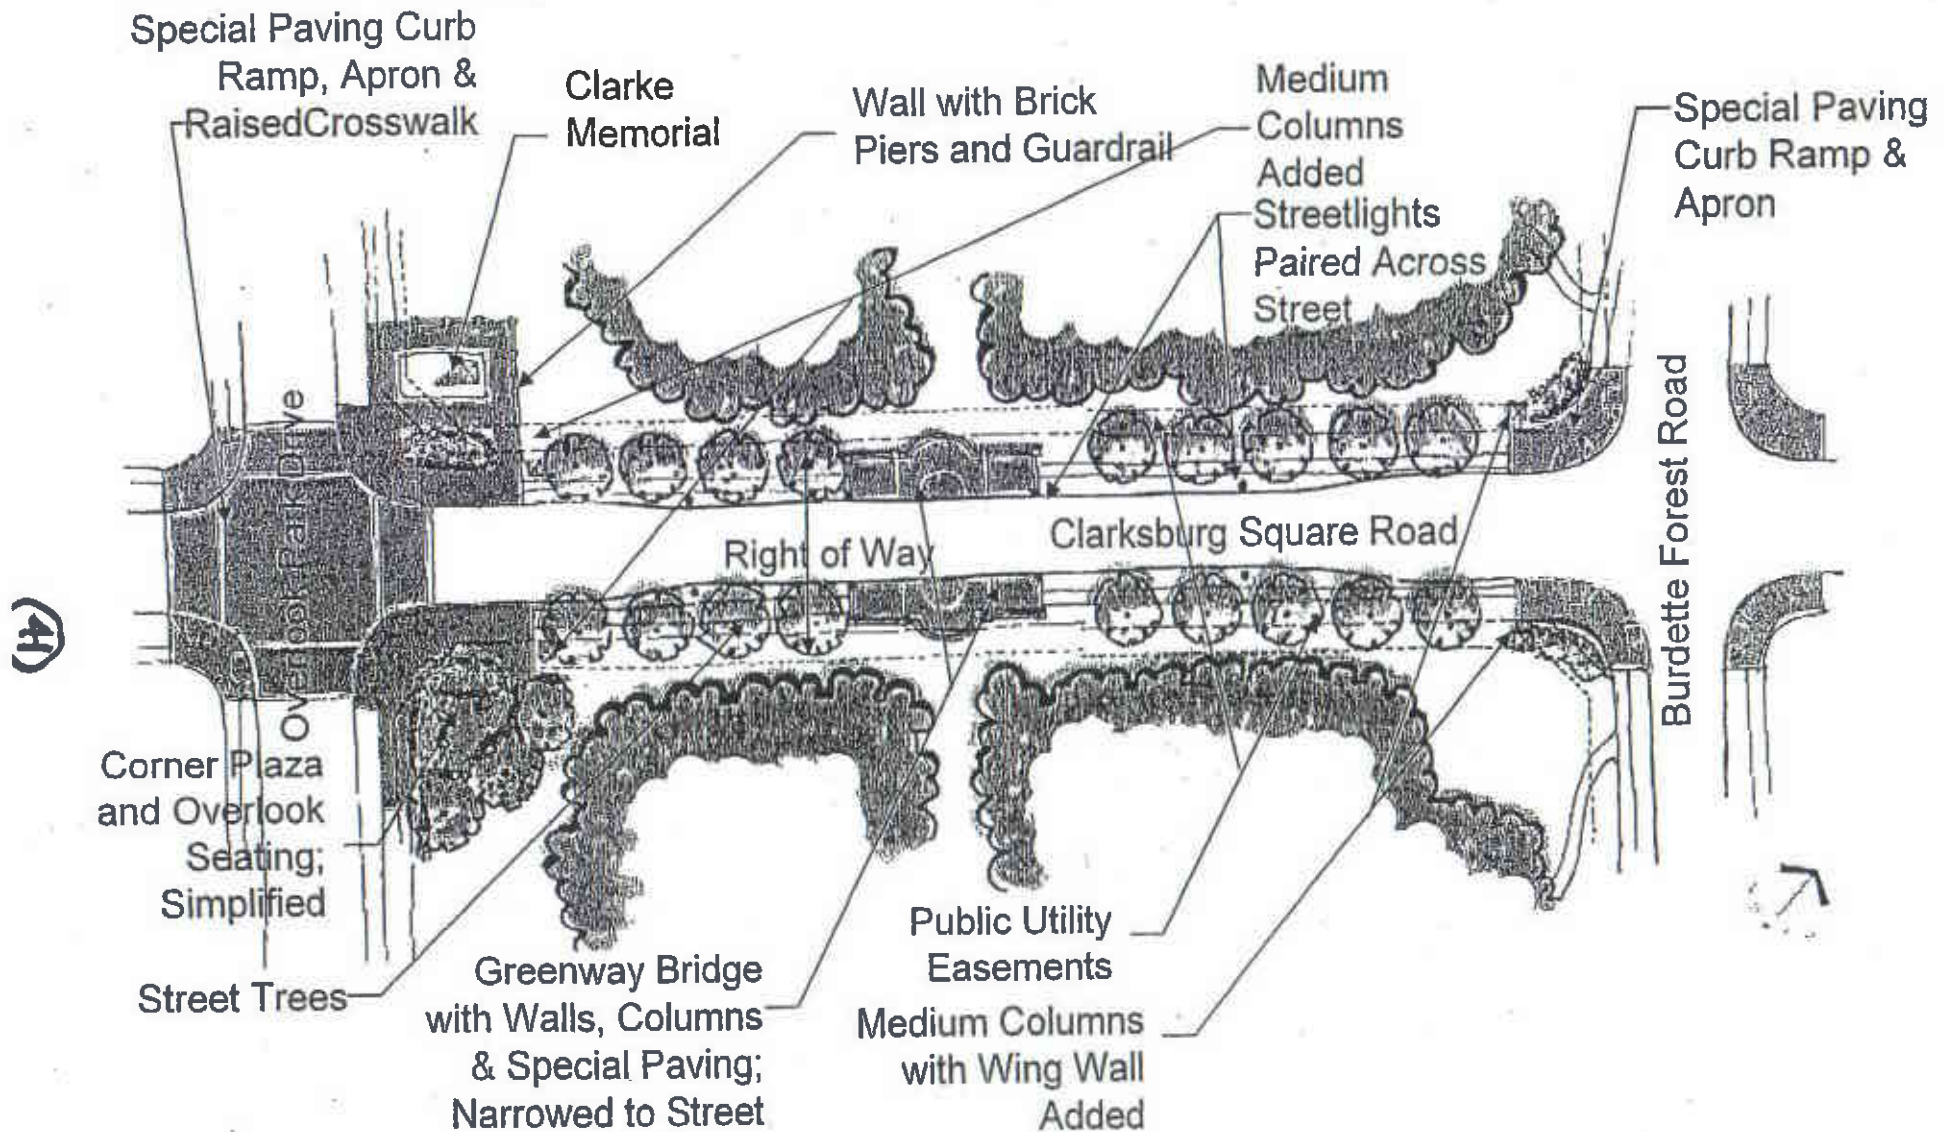 Special Paving Curb
Ramp, Apron &
RaisedCrosswalk
Clarke
Memorial
Wall with Brick
Piers and Guardrail
Medium
Columns
Added
Streetlights
Paired Across
Street
Special Paving
Curb Ramp &
Apron
Overlook Park Drive
Right of Way
Clarksburg Square Road
Burdette Forest Road
41
Corner Plaza
and Overlook
Seating;
Simplified
Street Trees
Greenway Bridge
with Walls, Columns
& Special Paving;
Narrowed to Street
Public Utility
Easements
Medium Columns
with Wing Wall
Added